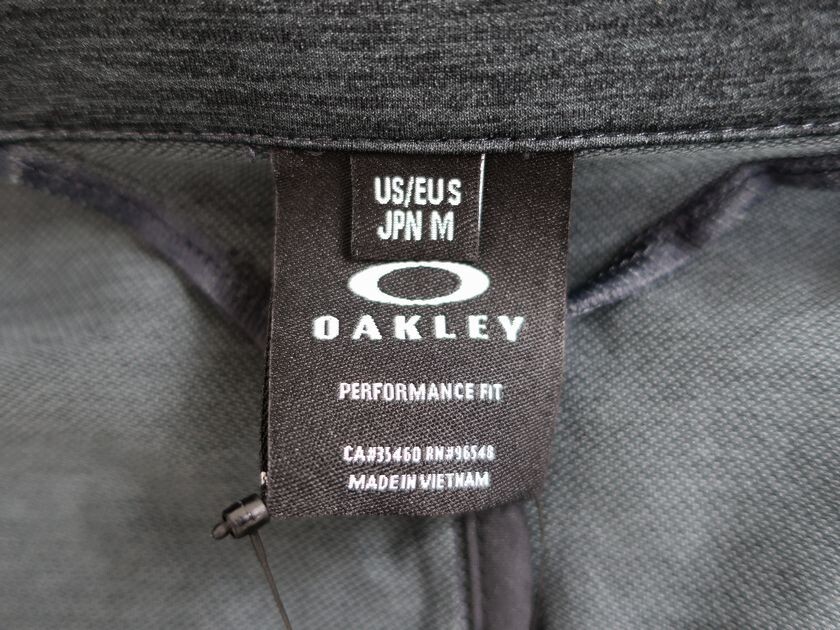 US/EU S
JPN M
OAKLEY
PERFORMANCE FIT
CA#35460 RN#96548
MADE IN VIETNAM